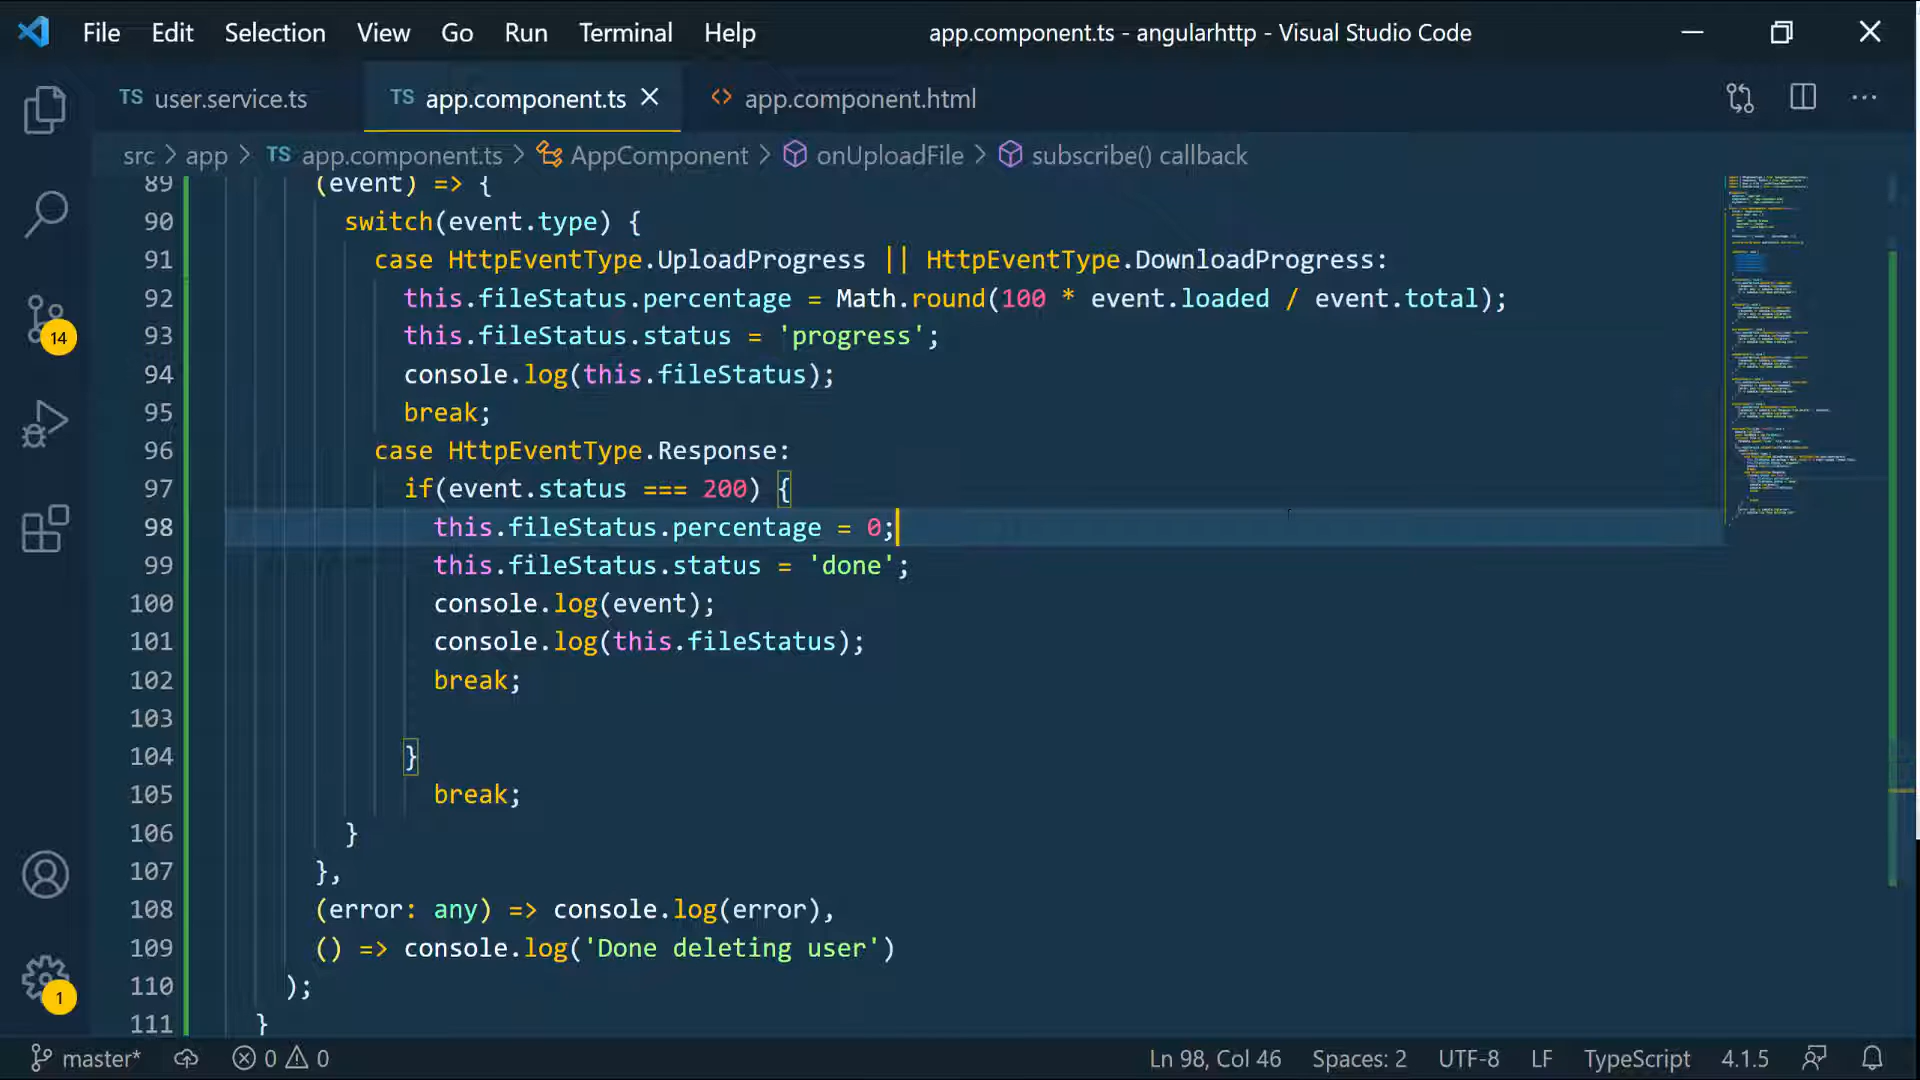 File Edit Selection View Go Run Terminal Help app.component.ts - angularhttp - Visual Studio Code
TS user.service.ts TS app.component.ts <> app.component.html
src > app > TS app.component.ts > AppComponent > onUploadFile > subscribe() callback
89 (event) => {
90 switch(event.type) {
91 case HttpEventType.UploadProgress || HttpEventType.DownloadProgress:
92 this.fileStatus.percentage = Math.round(100 * event.loaded / event.total);
93 this.fileStatus.status = 'progress';
94 console.log(this.fileStatus);
95 break;
96 case HttpEventType.Response:
97 if(event.status === 200) {
98 this.fileStatus.percentage = 0;
99 this.fileStatus.status = 'done';
100 console.log(event);
101 console.log(this.fileStatus);
102 break;
103
104 }
105 break;
106 }
107 },
108 (error: any) => console.log(error),
109 () => console.log('Done deleting user')
110 );
111 }
14
1
master* 0 0 Ln 98, Col 46 Spaces: 2 UTF-8 LF TypeScript 4.1.5